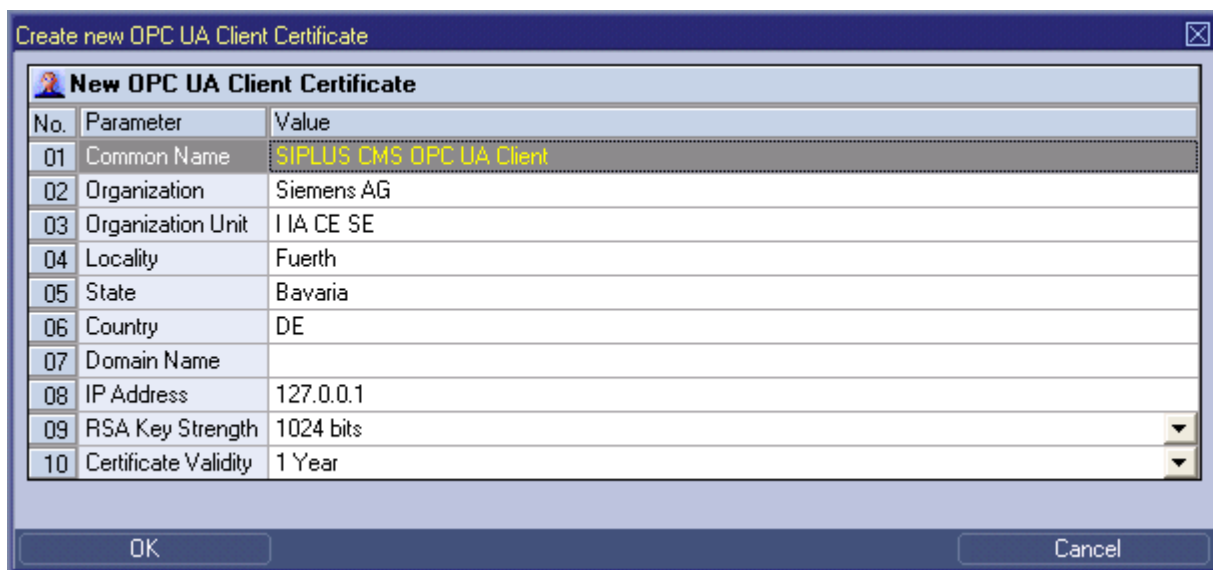 Create new OPC UA Client Certificate
New OPC UA Client Certificate
No. Parameter Value
01 Common Name SIPLUS CMS OPC UA Client
02 Organization Siemens AG
03 Organization Unit I IA CE SE
04 Locality Fuerth
05 State Bavaria
06 Country DE
07 Domain Name
08 IP Address 127.0.0.1
09 RSA Key Strength 1024 bits
10 Certificate Validity 1 Year
OK Cancel